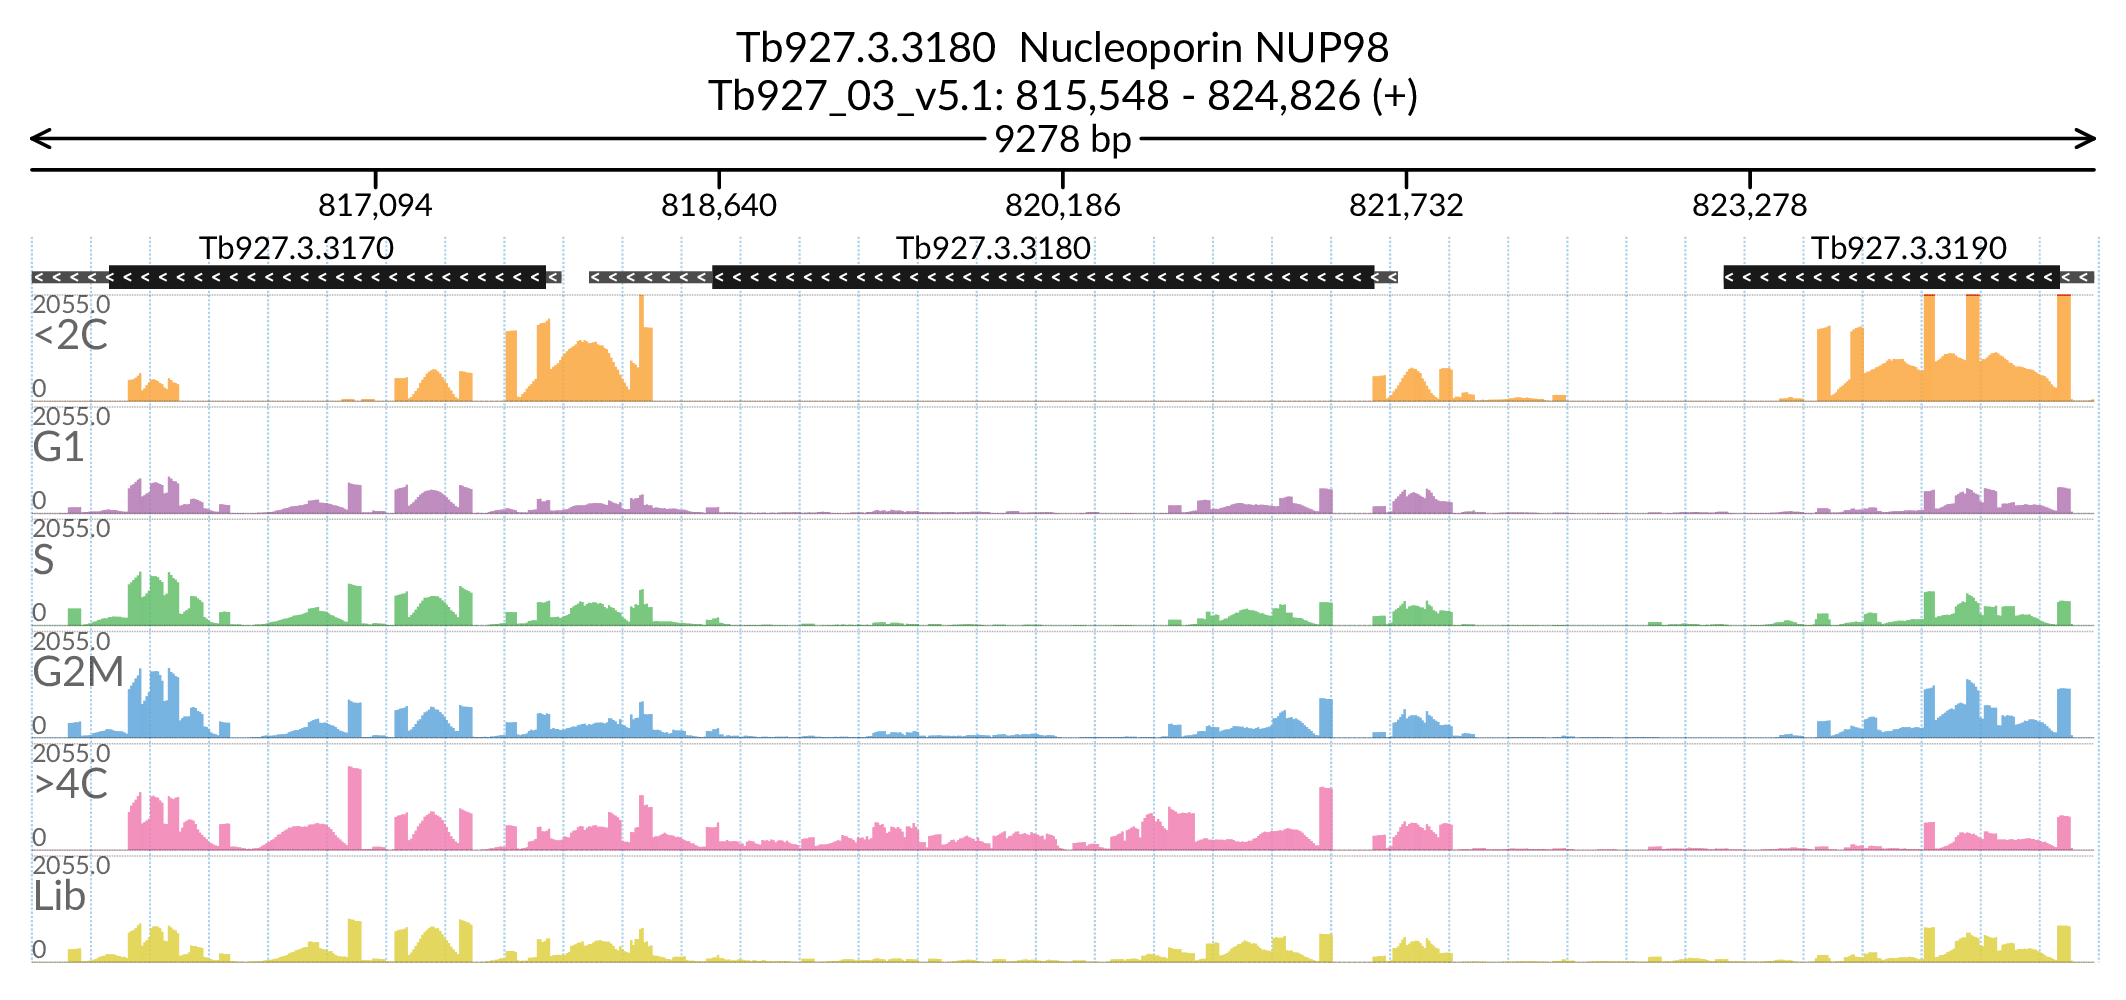 Tb927.3.3180 Nucleoporin NUP98
Tb927_03_v5.1: 815,548 - 824,826 (+)
9278 bp
817,094 818,640 820,186 821,732 823,278
Tb927.3.3170 Tb927.3.3180 Tb927.3.3190
2055.0
<2C
0
2055.0
G1
0
2055.0
S
0
2055.0
G2M
0
2055.0
>4C
0
2055.0
Lib
0